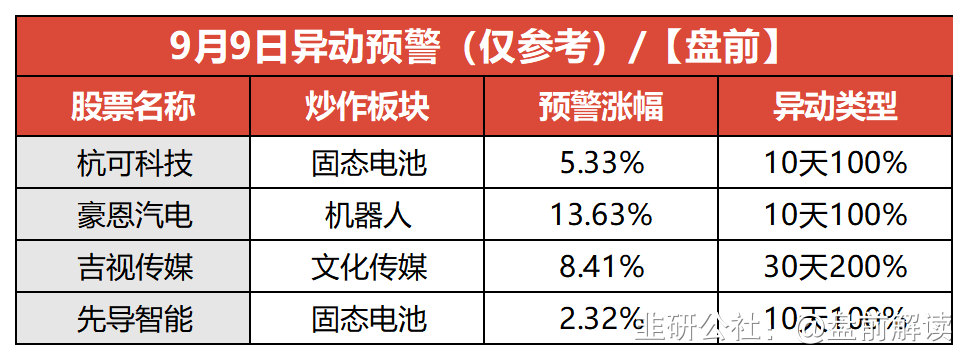 9月9日异动预警（仅参考）/【盘前】
股票名称 炒作板块 预警涨幅 异动类型
杭可科技 固态电池 5.33% 10天100%
豪恩汽电 机器人 13.63% 10天100%
吉视传媒 文化传媒 8.41% 30天200%
先导智能 固态电池 2.32% 10天100%
韭研公社：@盘前解读